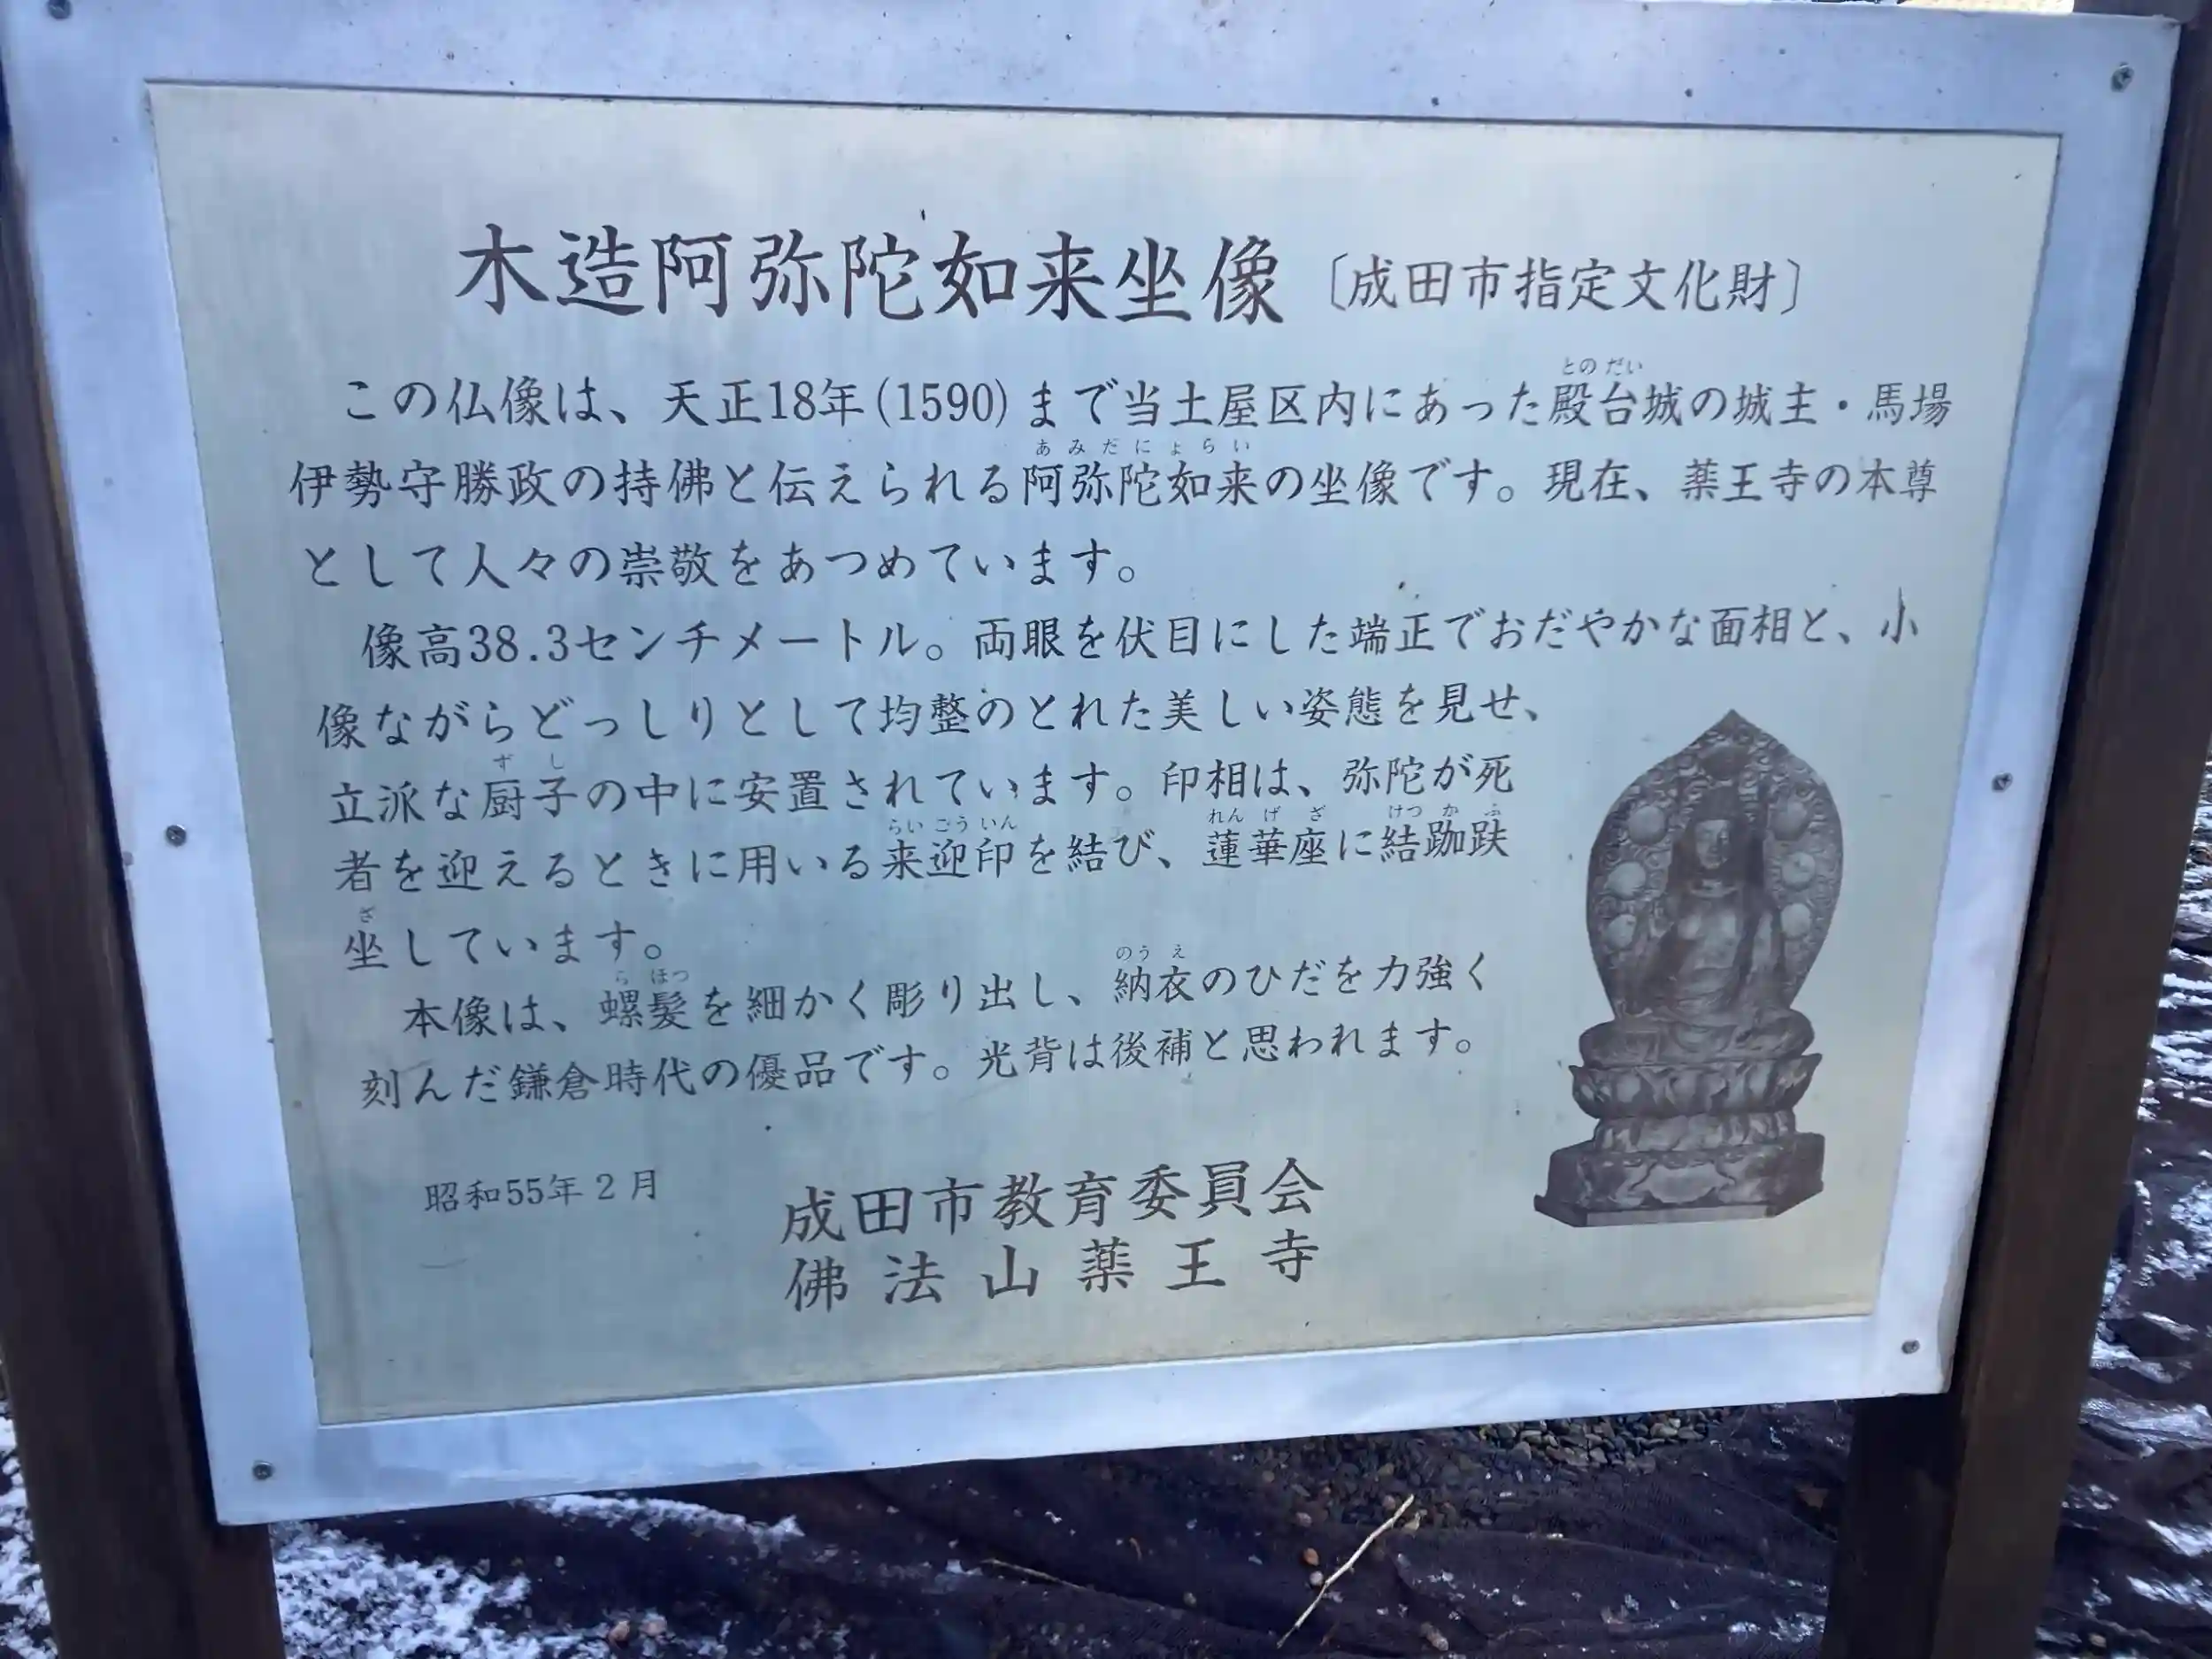 木造阿弥陀如来坐像〔成田市指定文化財〕
とのだい
この仏像は、天正18年(1590)まで当土屋区内にあった殿台城の城主・馬場
あみだにょらい
伊勢守勝政の持佛と伝えられる阿弥陀如来の坐像です。現在、薬王寺の本尊
として人々の崇敬をあつめています。
像高38.3センチメートル。両眼を伏目にした端正でおだやかな面相と、小
像ながらどっしりとして均整のとれた美しい姿態を見せ、
ずし
立派な厨子の中に安置されています。印相は、弥陀が死
らいごういん れんげざ けつかふ
者を迎えるときに用いる来迎印を結び、蓮華座に結跏趺
ざ
坐しています。
らほつ のうえ
本像は、螺髪を細かく彫り出し、納衣のひだを力強く
刻んだ鎌倉時代の優品です。光背は後補と思われます。
昭和55年2月
成田市教育委員会
佛法山薬王寺